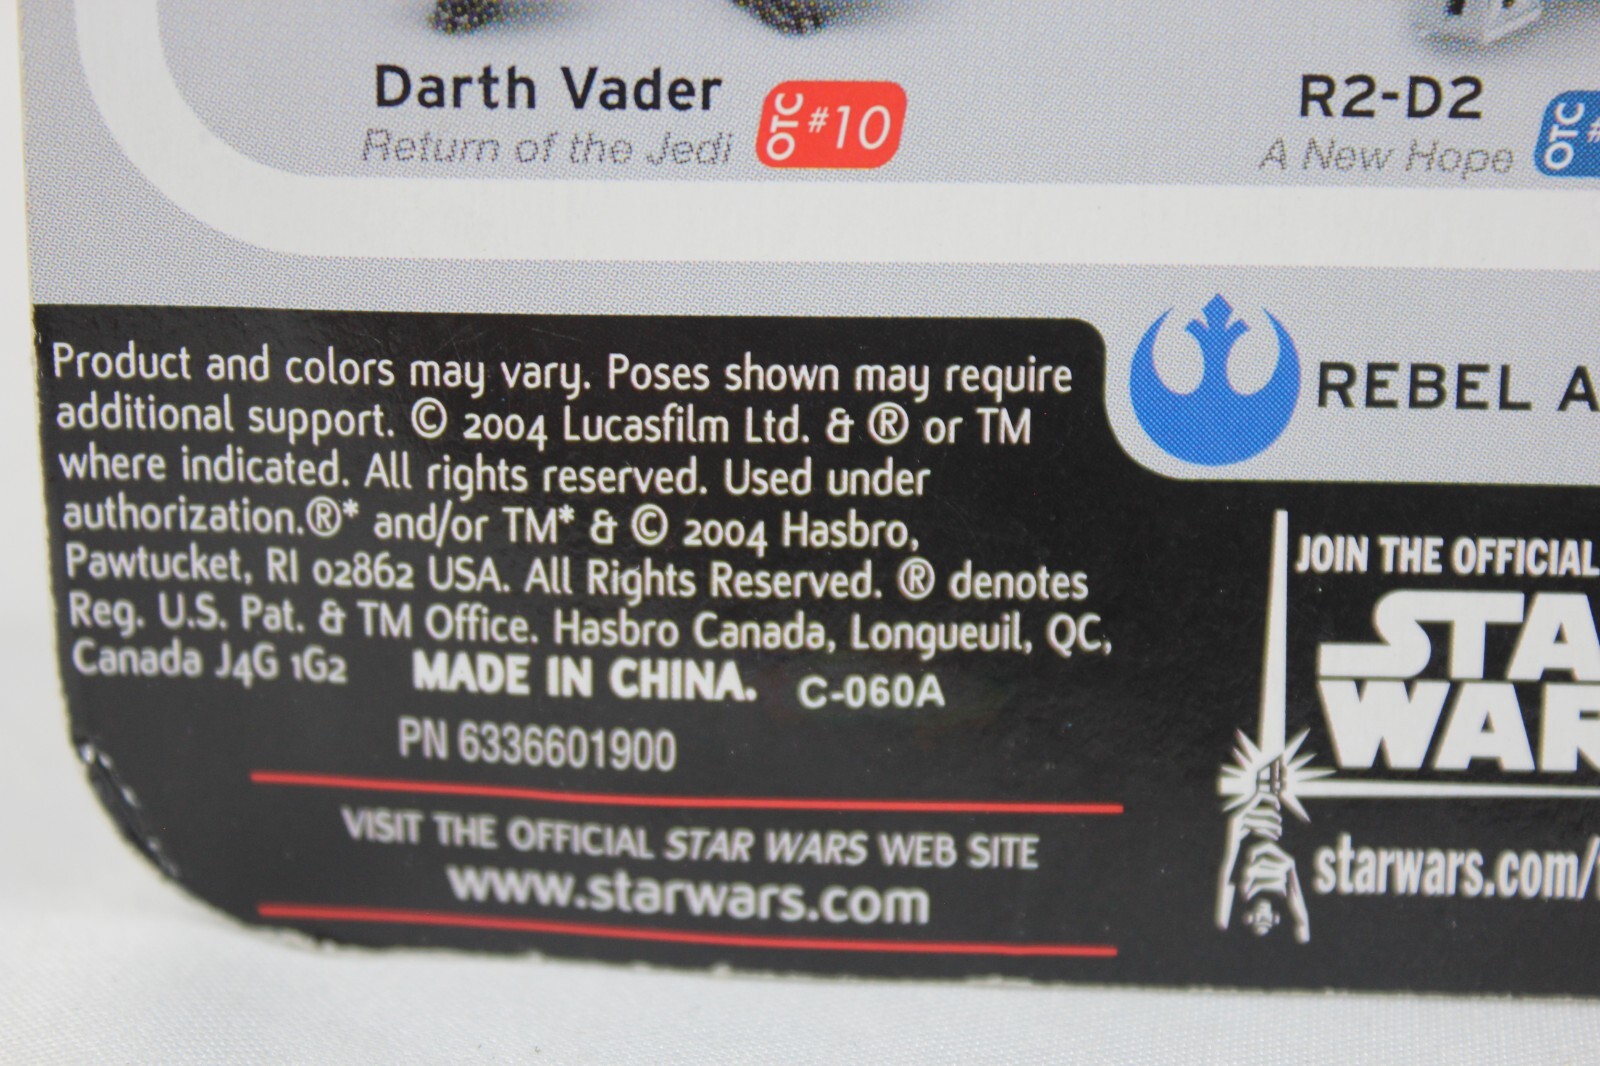 Darth Vader
Return of the Jedi
OTC #10
R2-D2
A New Hope
OTC #
Product and colors may vary. Poses shown may require
additional support. © 2004 Lucasfilm Ltd. & ® or TM
where indicated. All rights reserved. Used under
authorization.®* and/or TM* & © 2004 Hasbro,
Pawtucket, RI 02862 USA. All Rights Reserved. ® denotes
Reg. U.S. Pat. & TM Office. Hasbro Canada, Longueuil, QC,
Canada J4G 1G2 MADE IN CHINA. C-060A
PN 6336601900
VISIT THE OFFICIAL STAR WARS WEB SITE
www.starwars.com
REBEL A
JOIN THE OFFICIAL
STA
WAR
starwars.com/